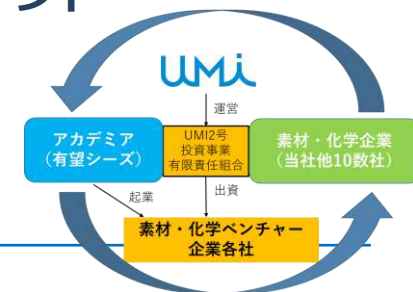 UMi
運営
アカデミア
（有望シーズ）
UMI2号
投資事業
有限責任組合
素材・化学企業
（当社他10数社）
起業
出資
素材・化学ベンチャー
企業各社